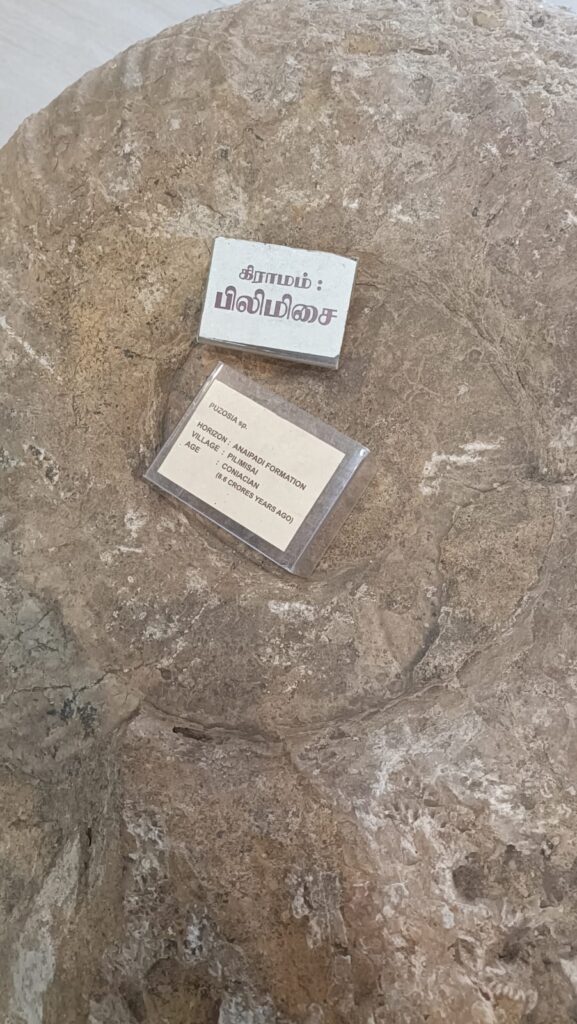 கிராமம் :
பிலிமிசை
PUZOSIA sp.
HORIZON : ANAIPADI FORMATION
VILLAGE : PILIMISAI
AGE : CONIACIAN
(8.8 CRORES YEARS AGO)